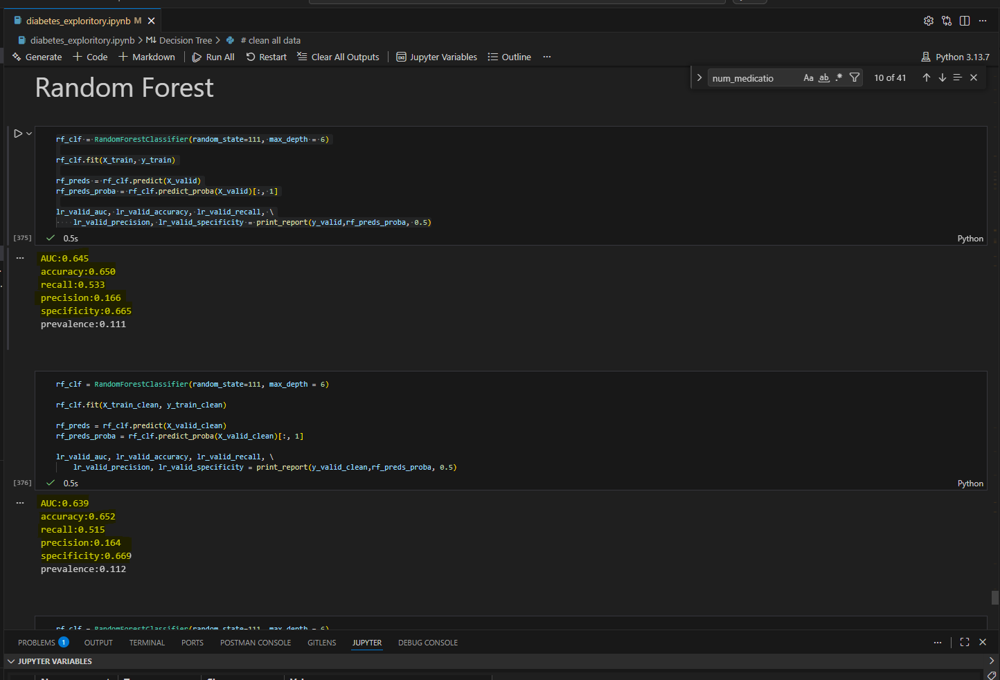 diabetes_exploritory.ipynb M
diabetes_exploritory.ipynb > M↓ Decision Tree > # clean all data
Generate + Code + Markdown Run All Restart Clear All Outputs Jupyter Variables Outline ... Python 3.13.7
num_medicatio Aa ab .* 10 of 41
Random Forest
rf_clf = RandomForestClassifier(random_state=111, max_depth = 6)
rf_clf.fit(X_train, y_train)
rf_preds = rf_clf.predict(X_valid)
rf_preds_proba = rf_clf.predict_proba(X_valid)[:, 1]
lr_valid_auc, lr_valid_accuracy, lr_valid_recall, \
lr_valid_precision, lr_valid_specificity = print_report(y_valid,rf_preds_proba, 0.5)
[375] 0.5s Python
AUC:0.645
accuracy:0.650
recall:0.533
precision:0.166
specificity:0.665
prevalence:0.111
rf_clf = RandomForestClassifier(random_state=111, max_depth = 6)
rf_clf.fit(X_train_clean, y_train_clean)
rf_preds = rf_clf.predict(X_valid_clean)
rf_preds_proba = rf_clf.predict_proba(X_valid_clean)[:, 1]
lr_valid_auc, lr_valid_accuracy, lr_valid_recall, \
lr_valid_precision, lr_valid_specificity = print_report(y_valid_clean,rf_preds_proba, 0.5)
[376] 0.5s Python
AUC:0.639
accuracy:0.652
recall:0.515
precision:0.164
specificity:0.669
prevalence:0.112
rf_clf = RandomForestClassifier(random_state=111, max_depth = 6)
PROBLEMS 1 OUTPUT TERMINAL PORTS POSTMAN CONSOLE GITLENS JUPYTER DEBUG CONSOLE
JUPYTER VARIABLES